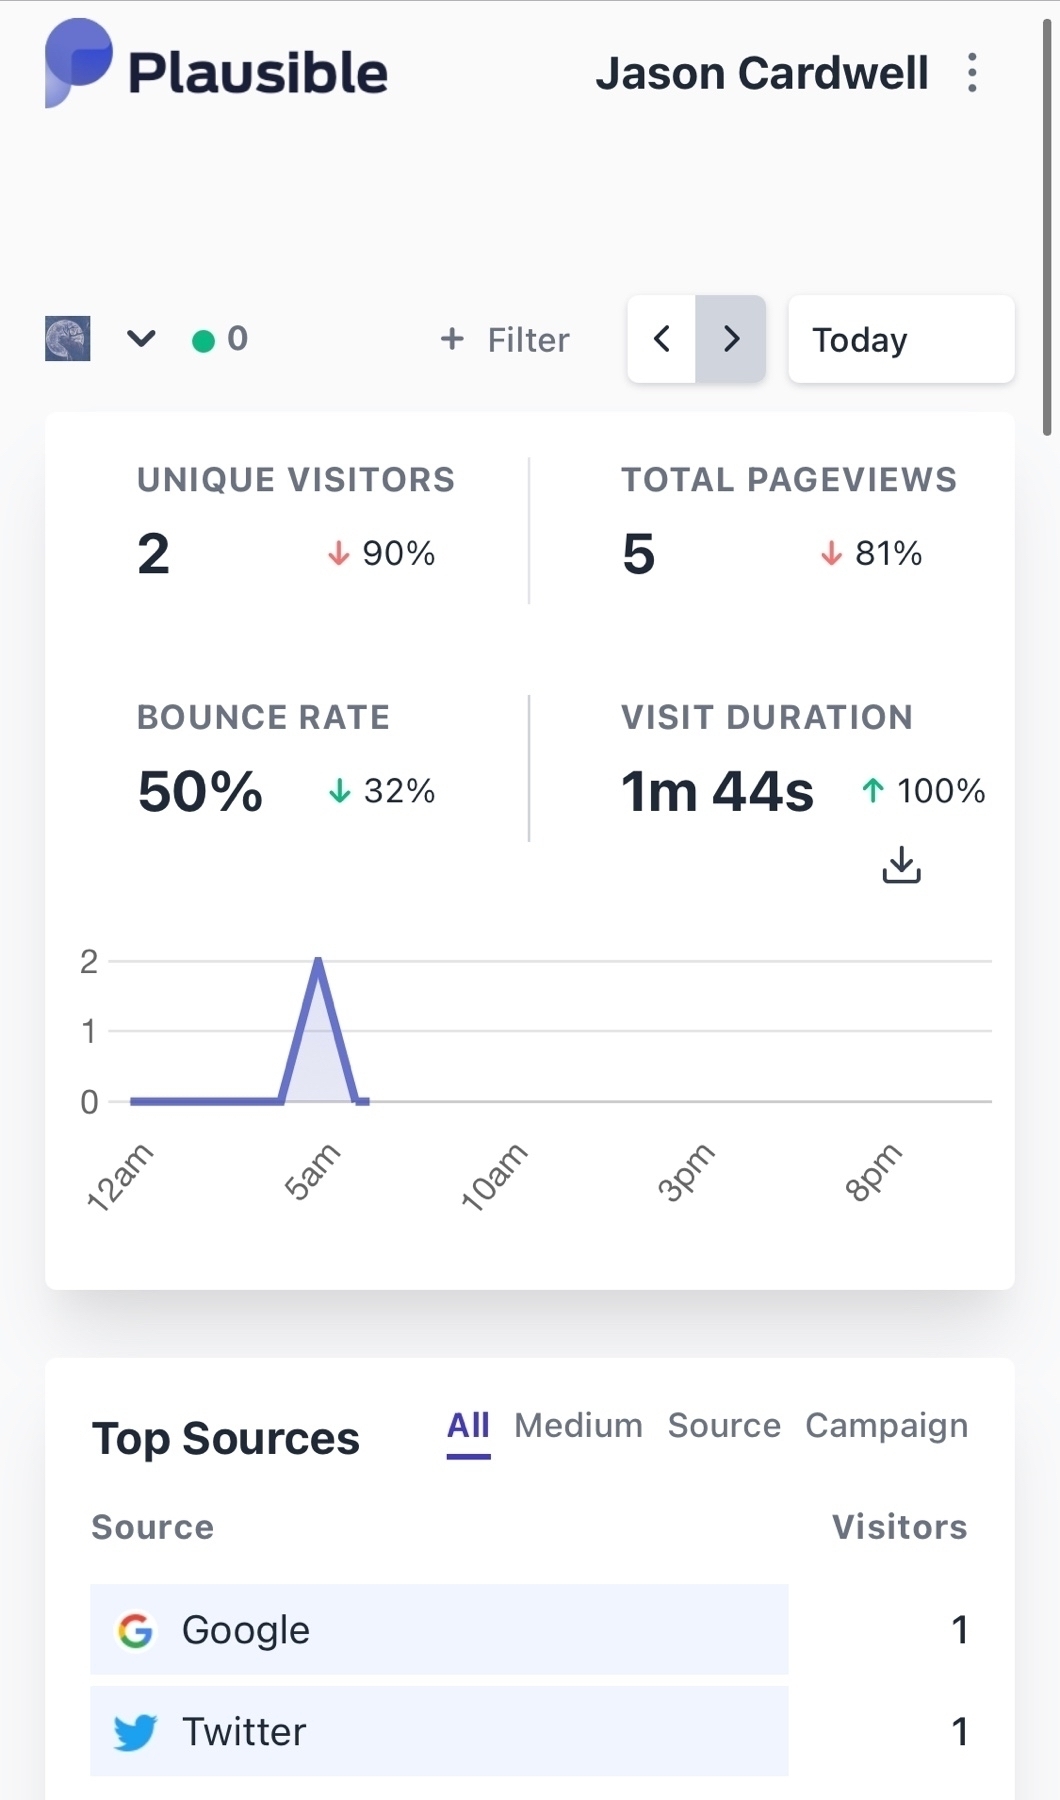 Plausible
Jason Cardwell
0
+ Filter
Today
UNIQUE VISITORS
2
90%
TOTAL PAGEVIEWS
5
81%
BOUNCE RATE
50%
32%
VISIT DURATION
1m 44s
100%
2
1
0
12am
5am
10am
3pm
8pm
Top Sources
All
Medium
Source
Campaign
Source
Visitors
Google
1
Twitter
1